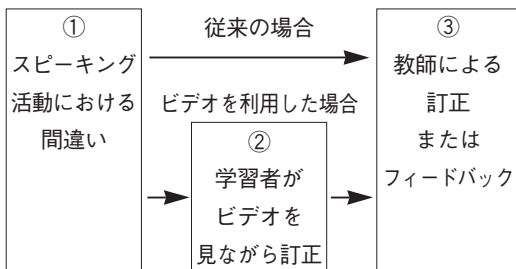 ①
スピーキング
活動における
間違い
従来の場合
ビデオを利用した場合
②
学習者が
ビデオを
見ながら訂正
③
教師による
訂正
または
フィードバック